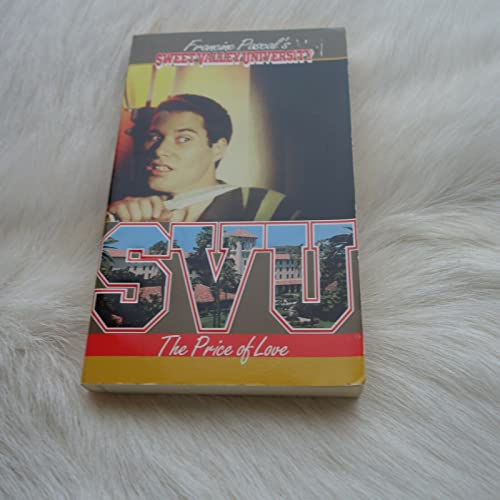 Francine Pascal's
SWEET VALLEY UNIVERSITY
SVU
The Price of Love